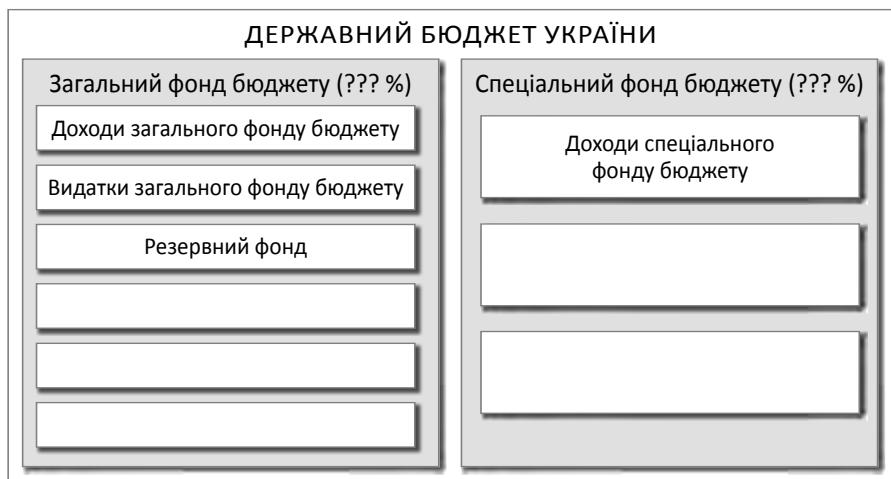 ДЕРЖАВНИЙ БЮДЖЕТ УКРАЇНИ
Загальний фонд бюджету (??? %)
Доходи загального фонду бюджету
Видатки загального фонду бюджету
Резервний фонд
Спеціальний фонд бюджету (??? %)
Доходи спеціального
фонду бюджету